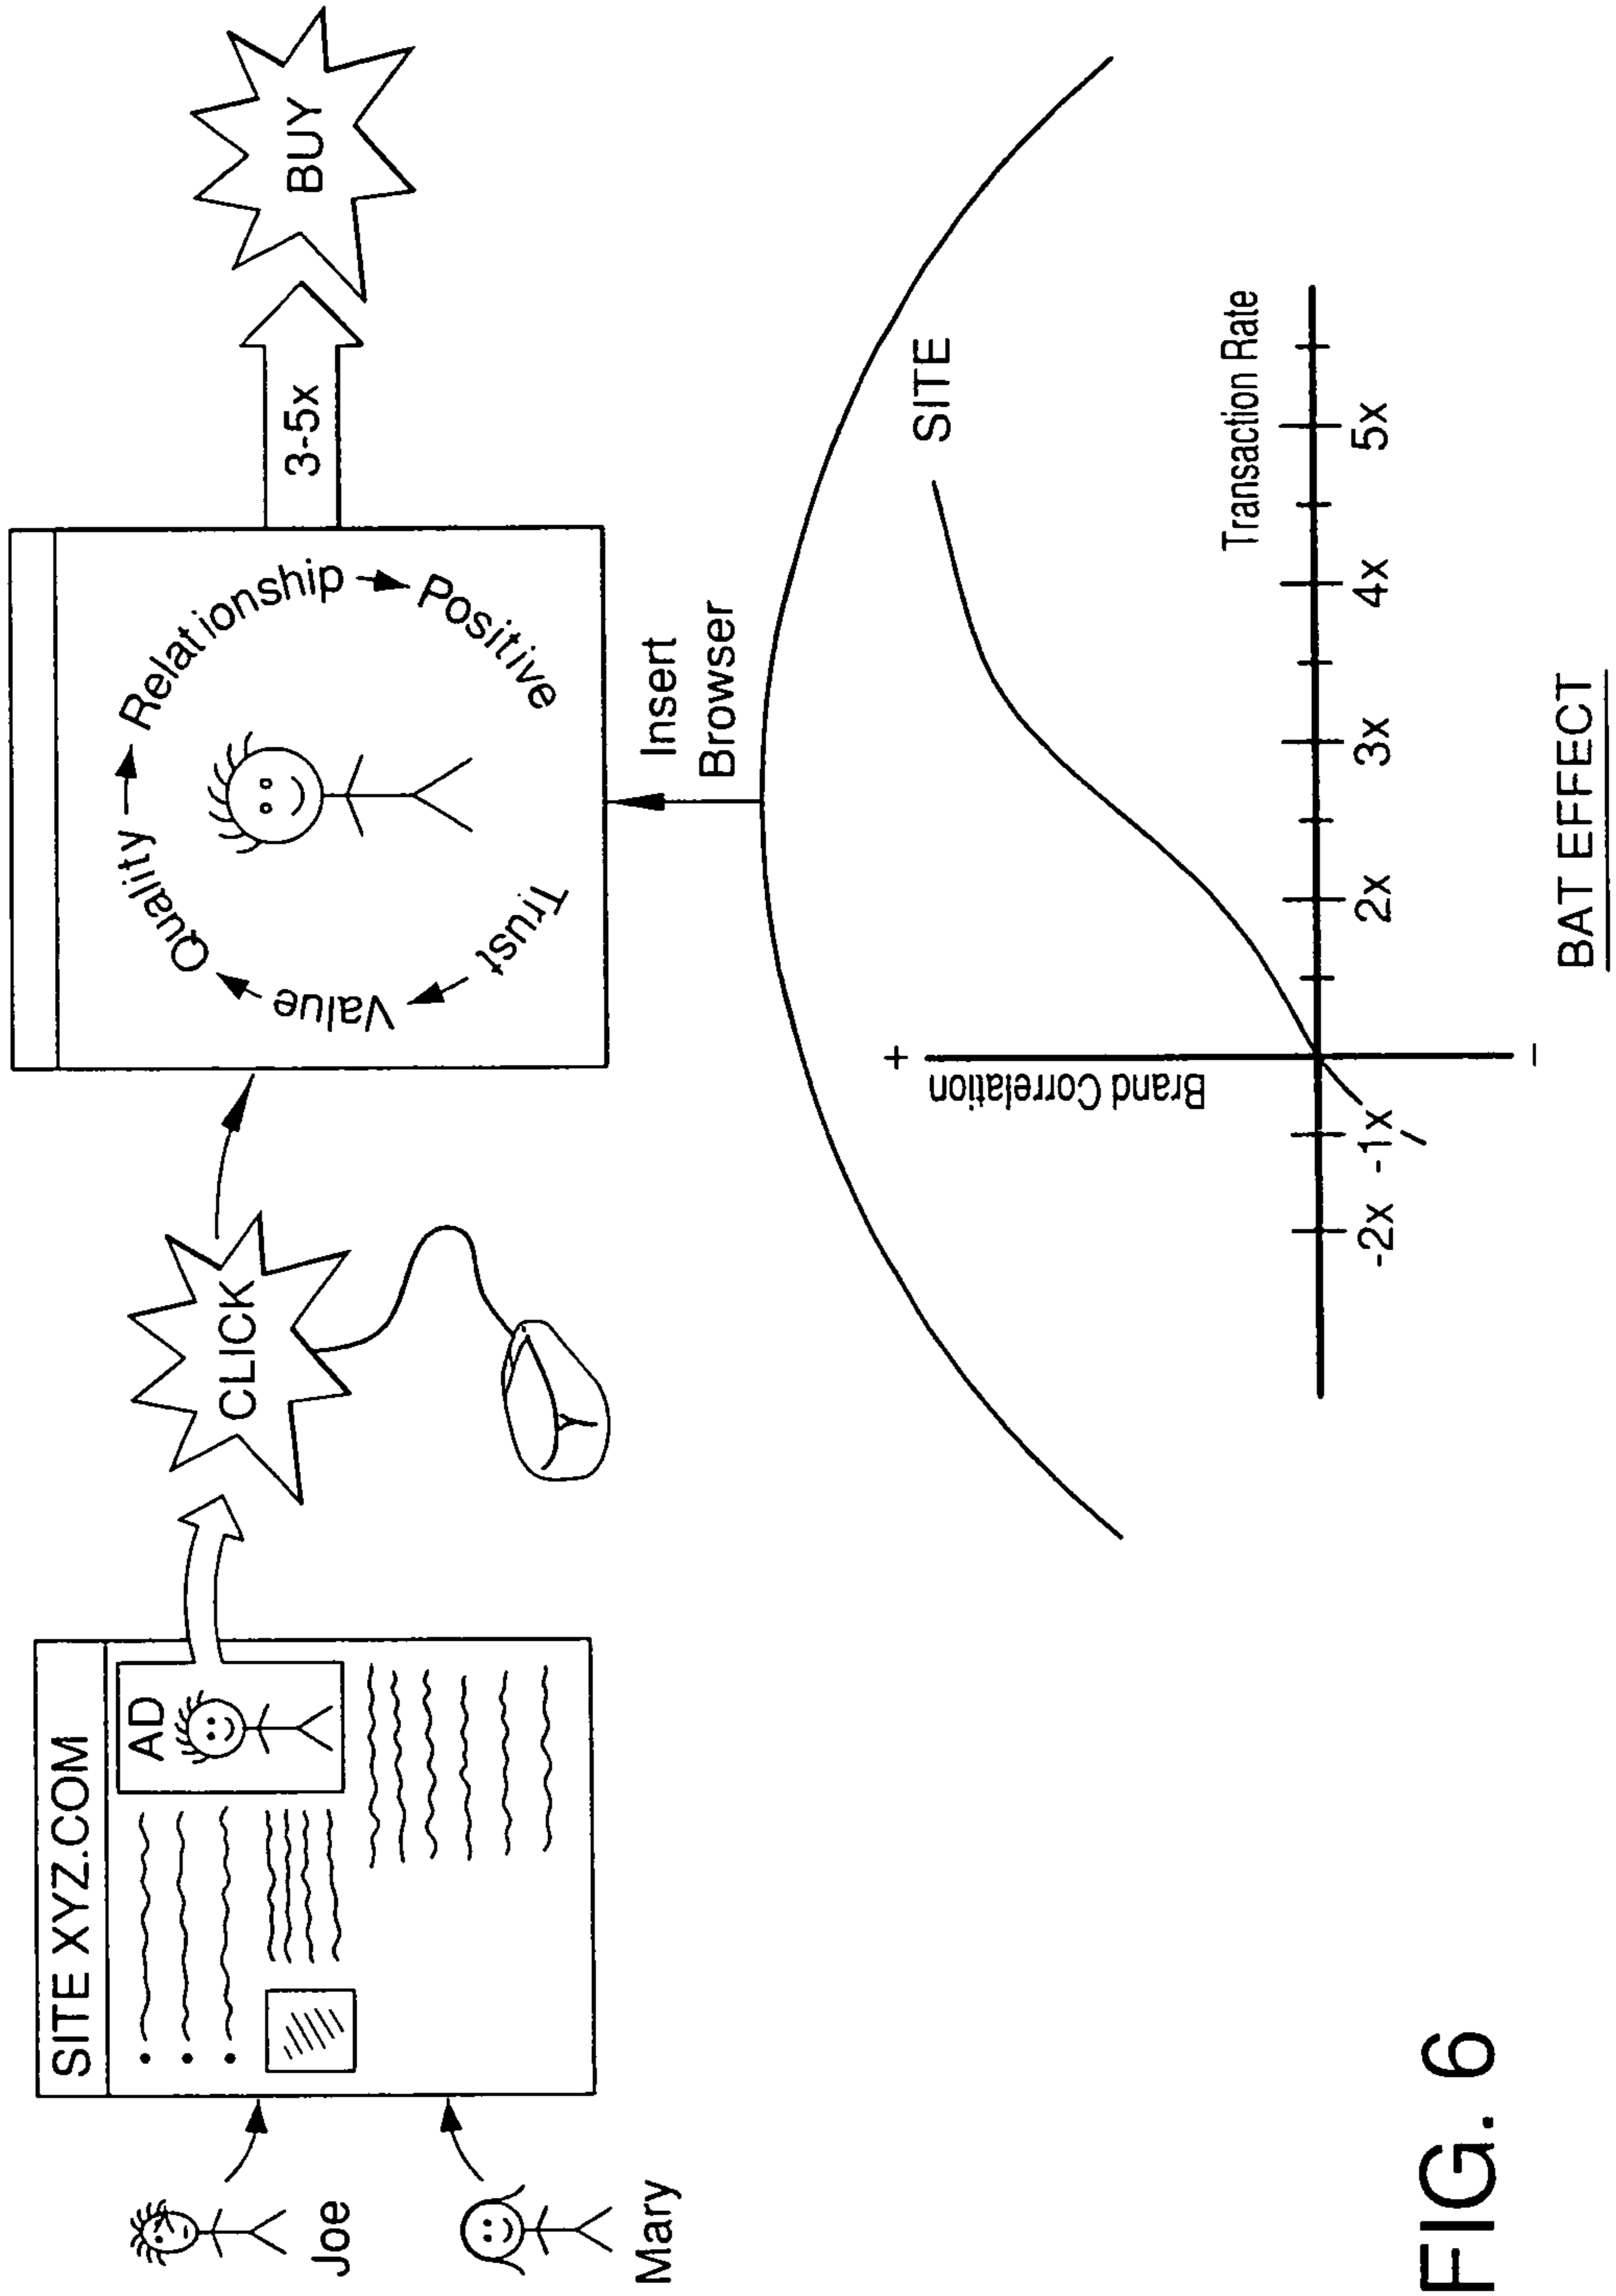 SITE XYZ.COM
AD
Joe
Mary
CLICK
Trust
Value
Quality
Relationship
Positive
3-5x
BUY
Insert
Browser
SITE
+
Brand Correlation
–
Transaction Rate
-2x -1x 2x 3x 4x 5x
BAT EFFECT
FIG. 6